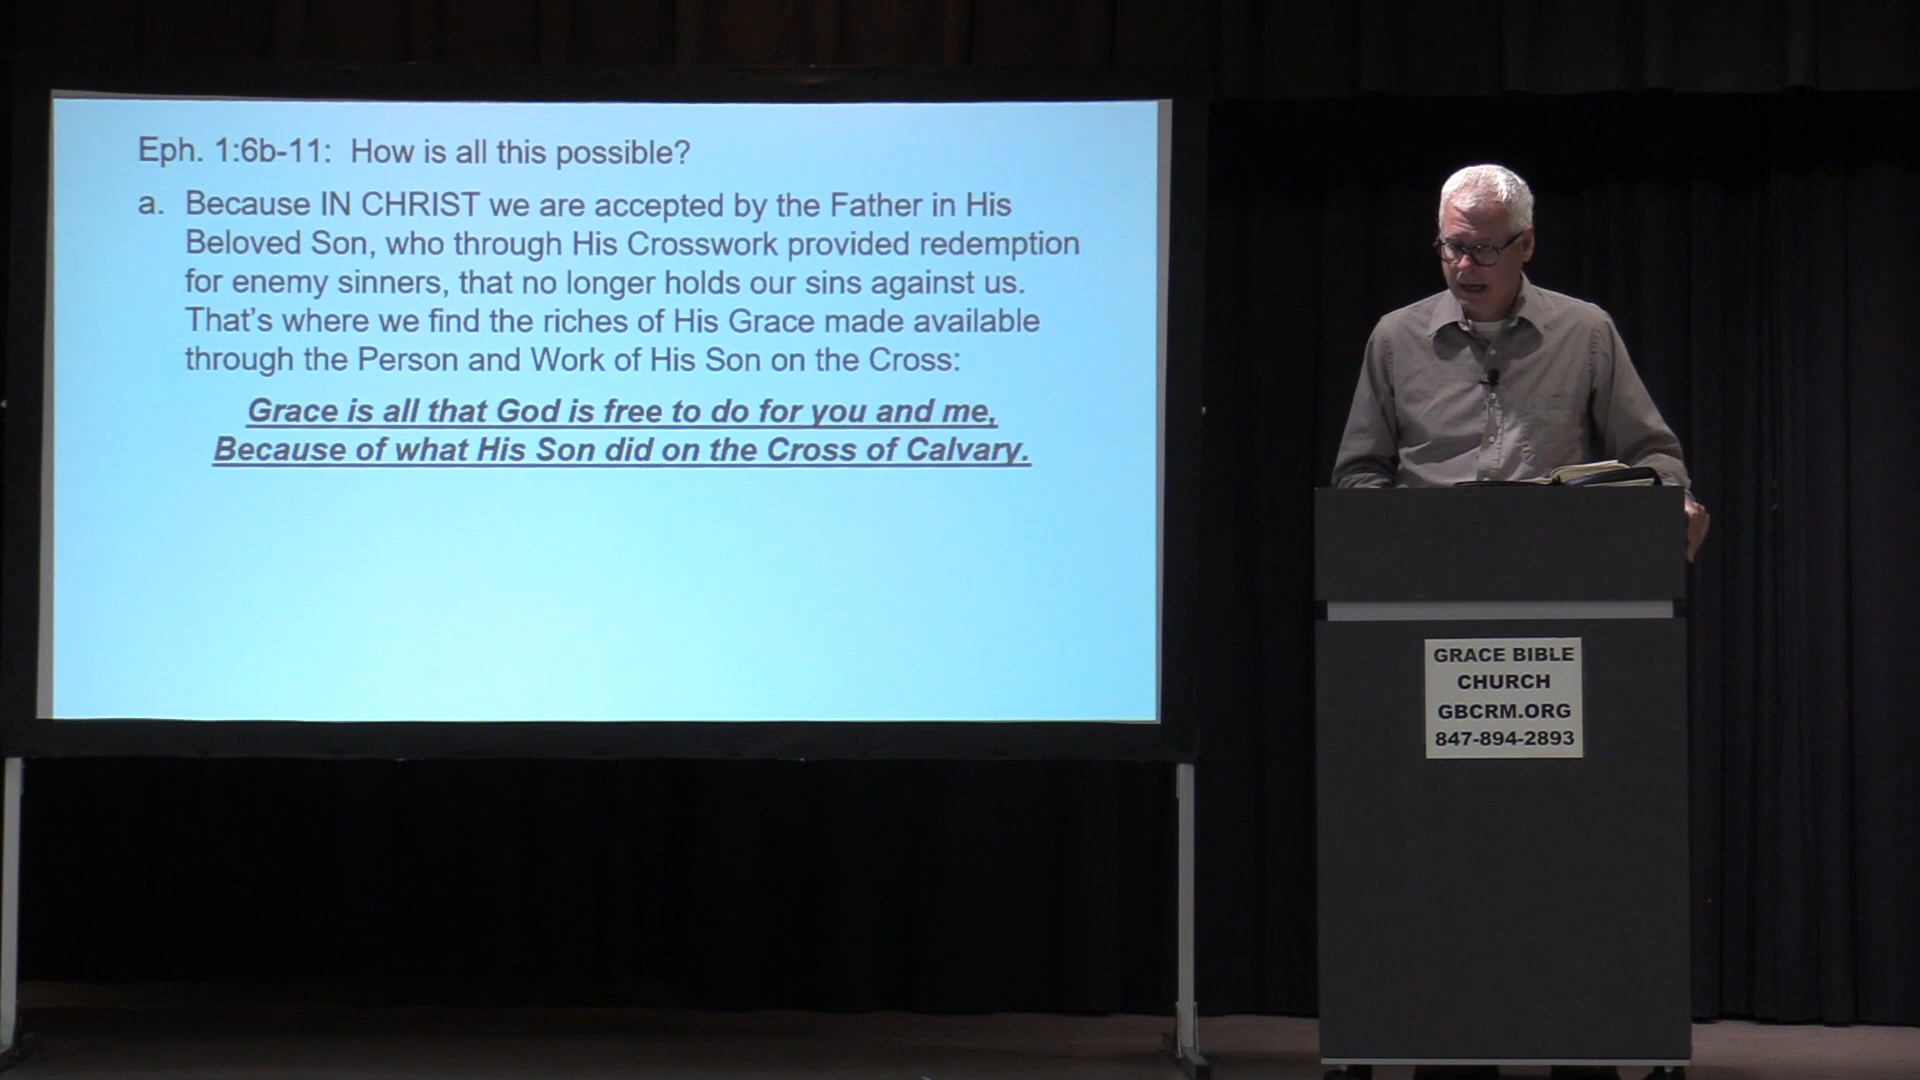 Eph. 1:6b-11: How is all this possible?
a. Because IN CHRIST we are accepted by the Father in His
Beloved Son, who through His Crosswork provided redemption
for enemy sinners, that no longer holds our sins against us.
That's where we find the riches of His Grace made available
through the Person and Work of His Son on the Cross:
Grace is all that God is free to do for you and me,
Because of what His Son did on the Cross of Calvary.
GRACE BIBLE
CHURCH
GBCRM.ORG
847-894-2893